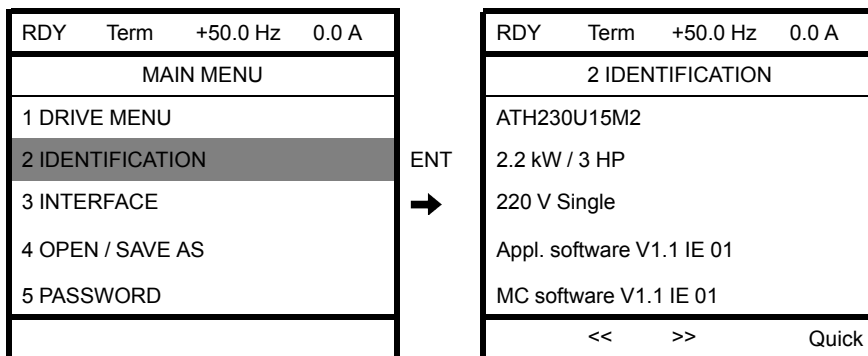 RDY Term +50.0 Hz 0.0 A
MAIN MENU
1 DRIVE MENU
2 IDENTIFICATION
3 INTERFACE
4 OPEN / SAVE AS
5 PASSWORD
ENT
RDY Term +50.0 Hz 0.0 A
2 IDENTIFICATION
ATH230U15M2
2.2 kW / 3 HP
220 V Single
Appl. software V1.1 IE 01
MC software V1.1 IE 01
<< >> Quick